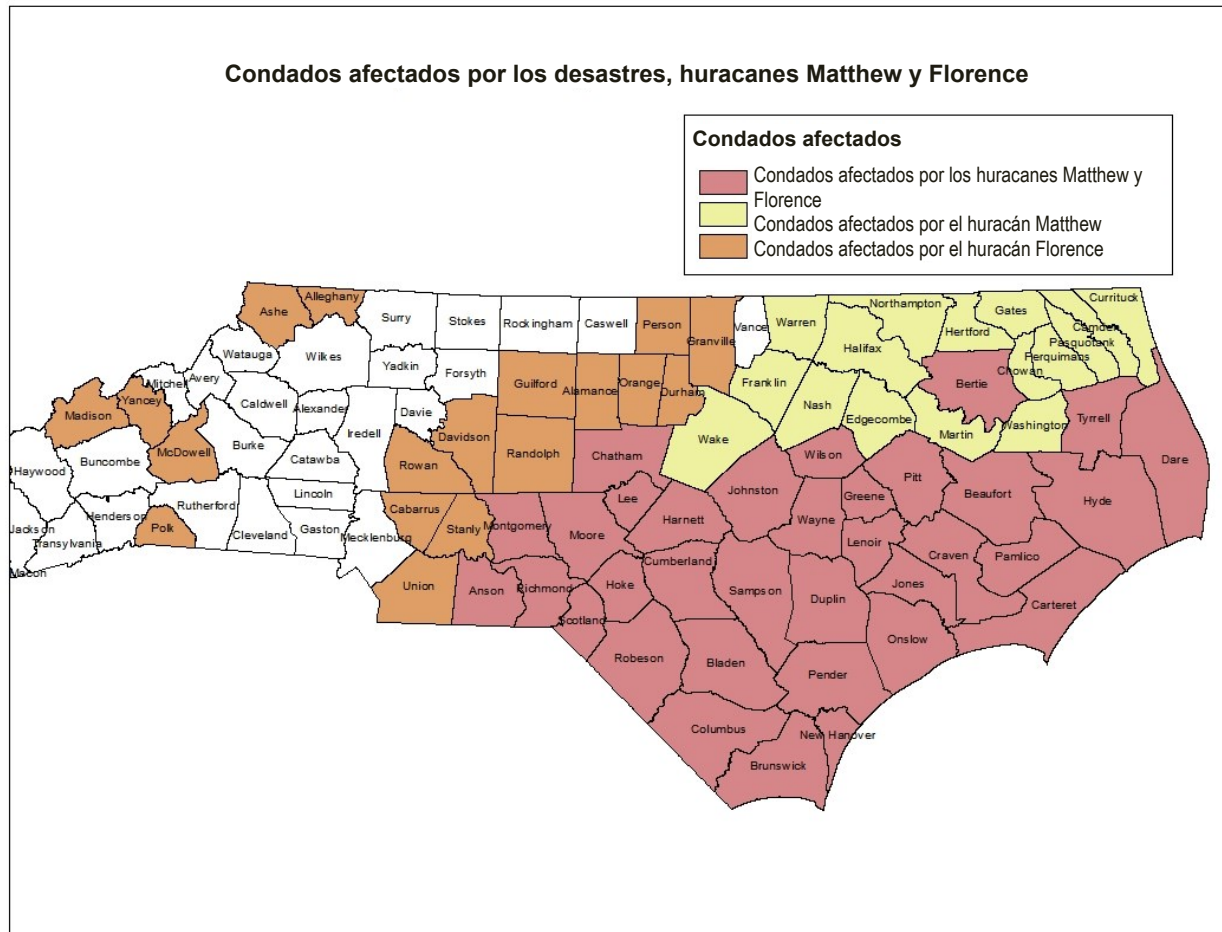 Condados afectados por los desastres, huracanes Matthew y Florence
Condados afectados
Condados afectados por los huracanes Matthew y
Florence
Condados afectados por el huracán Matthew
Condados afectados por el huracán Florence
Ashe
Alleghany
Surry
Stokes
Rockingham
Caswell
Person
Granville
Vance
Warren
Northampton
Gates
Currituck
Camden
Pasquotank
Perquimans
Hertford
Halifax
Chowan
Watauga
Wilkes
Yadkin
Forsyth
Guilford
Alamance
Orange
Durham
Franklin
Nash
Edgecombe
Bertie
Martin
Washington
Tyrrell
Dare
Mitchell
Avery
Yancey
Madison
Caldwell
Alexander
Davie
Iredell
Davidson
Randolph
Chatham
Wake
Wilson
Pitt
Beaufort
Hyde
McDowell
Burke
Catawba
Rowan
Buncombe
Haywood
Lincoln
Lee
Johnston
Greene
Wayne
Harnett
Rutherford
Henderson
Polk
Cleveland
Gaston
Mecklenburg
Cabarrus
Stanly
Montgomery
Moore
Lenoir
Craven
Pamlico
Jackson
Transylvania
Macon
Union
Anson
Richmond
Hoke
Cumberland
Sampson
Duplin
Jones
Carteret
Scotland
Onslow
Robeson
Bladen
Pender
Columbus
New Hanover
Brunswick